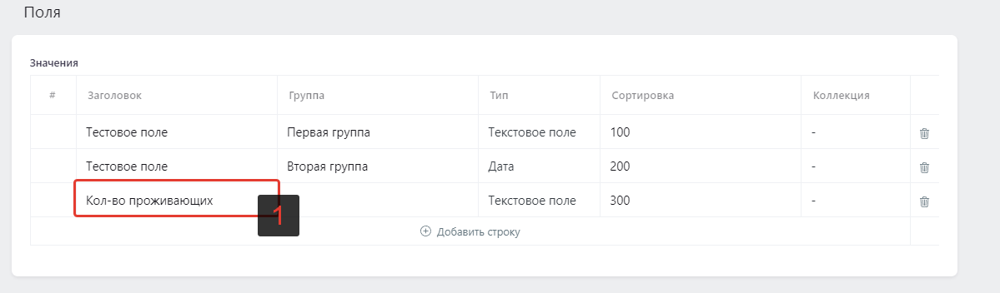 Поля
Значения
# Заголовок Группа Тип Сортировка Коллекция
Тестовое поле Первая группа Текстовое поле 100 -
Тестовое поле Вторая группа Дата 200 -
Кол-во проживающих Текстовое поле 300 -
1
Добавить строку